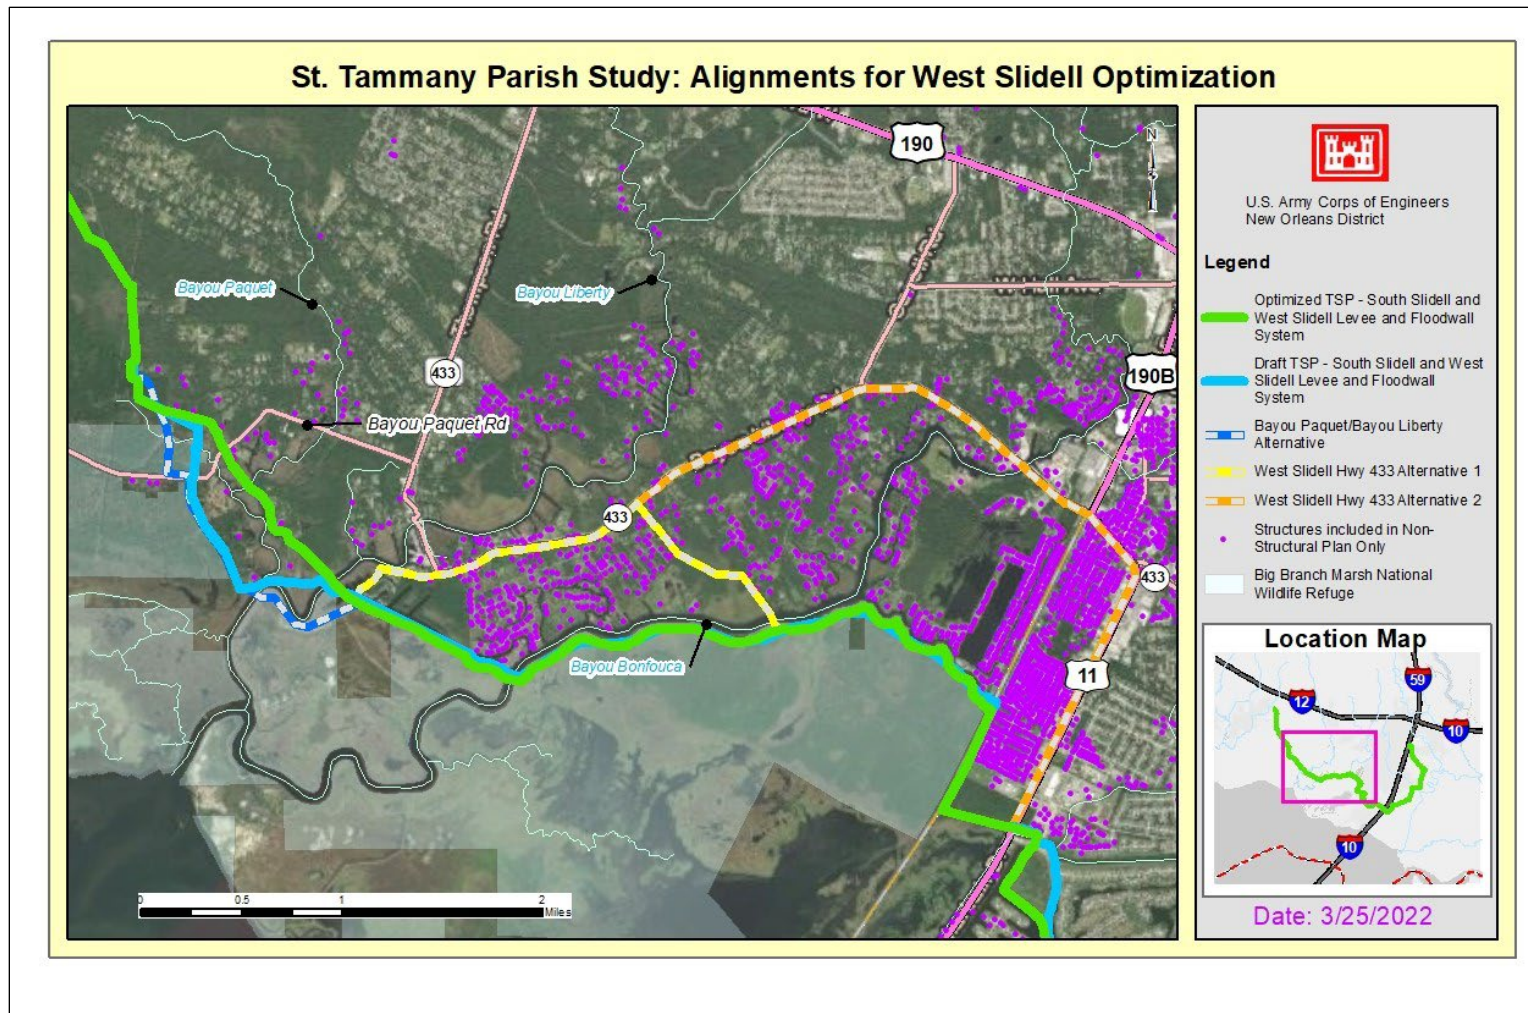 St. Tammany Parish Study: Alignments for West Slidell Optimization
190
N
Bayou Paquet
Bayou Liberty
433
190B
Bayou Paquet Rd
433
433
Bayou Bonfouca
11
0
0.5
1
2
Miles
U.S. Army Corps of Engineers
New Orleans District
Legend
Optimized TSP - South Slidell and
West Slidell Levee and Floodwall
System
Draft TSP - South Slidell and West
Slidell Levee and Floodwall
System
Bayou Paquet/Bayou Liberty
Alternative
West Slidell Hwy 433 Alternative 1
West Slidell Hwy 433 Alternative 2
Structures included in Non-
Structural Plan Only
Big Branch Marsh National
Wildlife Refuge
Location Map
59
12
10
10
Date: 3/25/2022